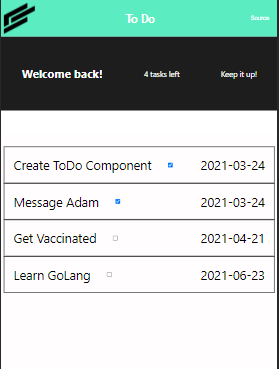 To Do
Source
Welcome back! 4 tasks left Keep it up!
Create ToDo Component 2021-03-24
Message Adam 2021-03-24
Get Vaccinated 2021-04-21
Learn GoLang 2021-06-23